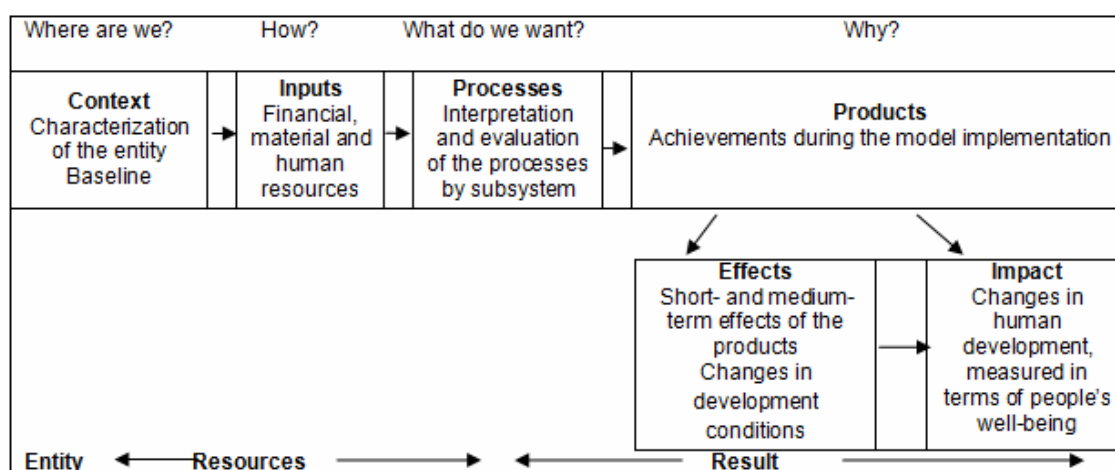 Where are we? How? What do we want? Why?
Context
Characterization
of the entity
Baseline
Inputs
Financial,
material and
human
resources
Processes
Interpretation
and evaluation
of the processes
by subsystem
Products
Achievements during the model implementation
Effects
Short- and medium-
term effects of the
products
Changes in
development
conditions
Impact
Changes in
human
development,
measured in
terms of people's
well-being
Entity Resources Result